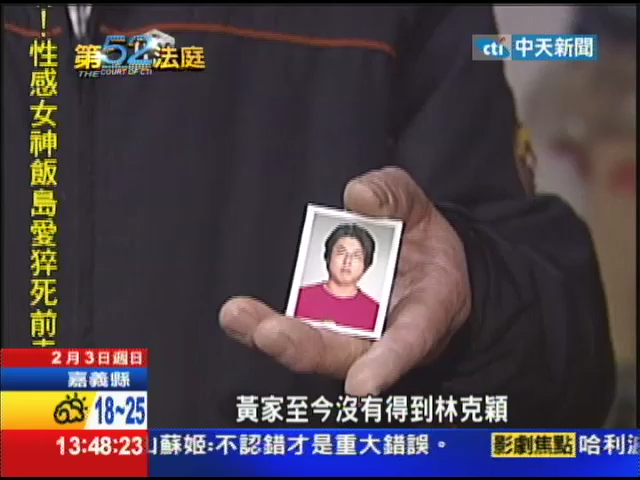 !性感女神飯島愛猝死前
第52法庭
THE COURT OF CTI
cti 中天新聞
黃家至今沒有得到林克穎
2月3日週日
嘉義縣
18~25
13:48:23
蘇姬:不認錯才是重大錯誤。 影劇焦點 哈利波